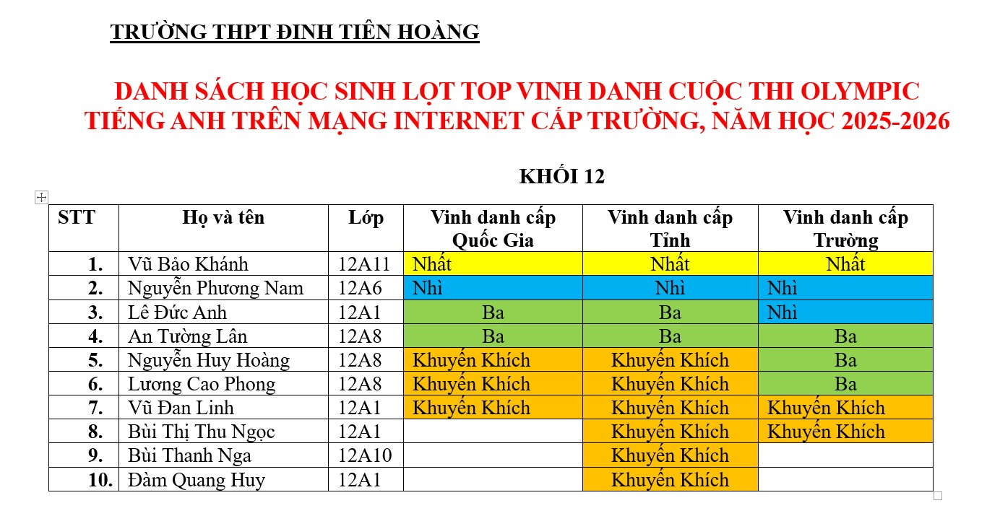 TRƯỜNG THPT ĐINH TIÊN HOÀNG
DANH SÁCH HỌC SINH LỌT TOP VINH DANH CUỘC THI OLYMPIC
TIẾNG ANH TRÊN MẠNG INTERNET CẤP TRƯỜNG, NĂM HỌC 2025-2026
KHỐI 12
STT Họ và tên Lớp Vinh danh cấp Quốc Gia Vinh danh cấp Tỉnh Vinh danh cấp Trường
1. Vũ Bảo Khánh 12A11 Nhất Nhất Nhất
2. Nguyễn Phương Nam 12A6 Nhì Nhì Nhì
3. Lê Đức Anh 12A1 Ba Ba Nhì
4. An Tường Lân 12A8 Ba Ba Ba
5. Nguyễn Huy Hoàng 12A8 Khuyến Khích Khuyến Khích Ba
6. Lương Cao Phong 12A8 Khuyến Khích Khuyến Khích Ba
7. Vũ Đan Linh 12A1 Khuyến Khích Khuyến Khích Khuyến Khích
8. Bùi Thị Thu Ngọc 12A1 Khuyến Khích Khuyến Khích
9. Bùi Thanh Nga 12A10 Khuyến Khích
10. Đàm Quang Huy 12A1 Khuyến Khích